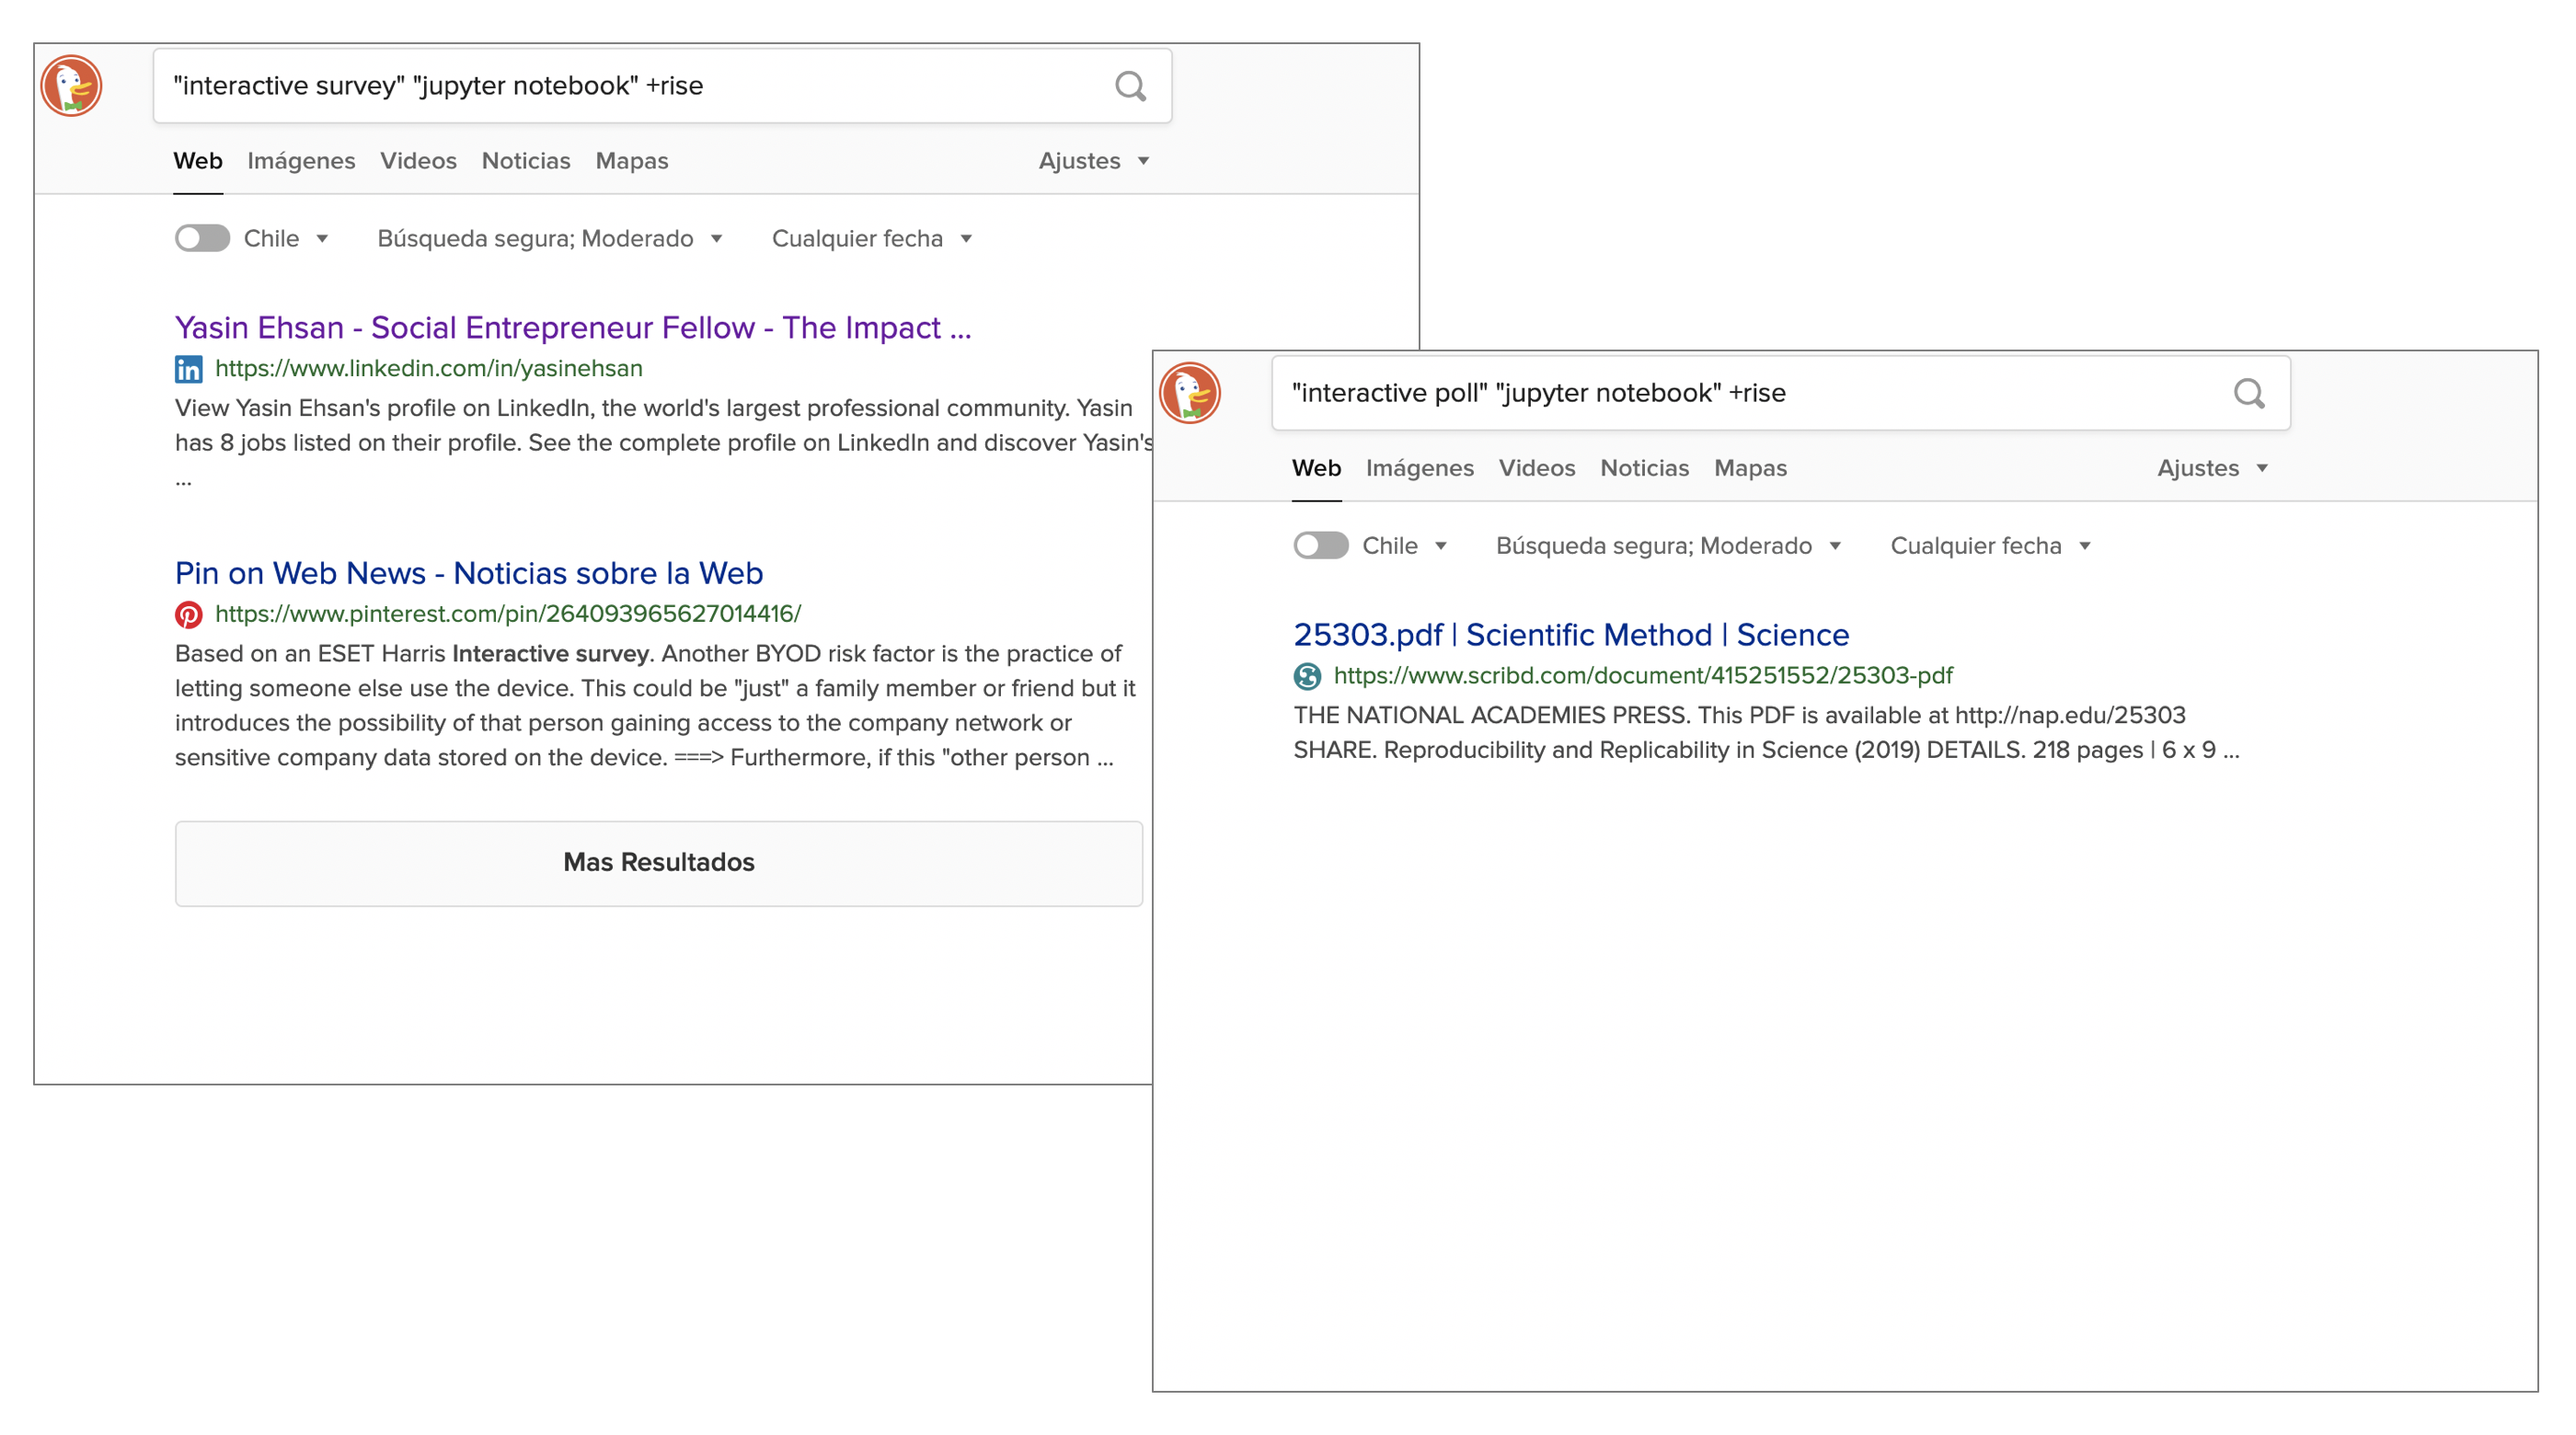 "interactive survey" "jupyter notebook" +rise
Web Imágenes Videos Noticias Mapas Ajustes
Chile Búsqueda segura; Moderado Cualquier fecha
Yasin Ehsan - Social Entrepreneur Fellow - The Impact ...
in https://www.linkedin.com/in/yasinehsan
View Yasin Ehsan's profile on LinkedIn, the world's largest professional community. Yasin
has 8 jobs listed on their profile. See the complete profile on LinkedIn and discover Yasin's
...
Pin on Web News - Noticias sobre la Web
https://www.pinterest.com/pin/264093965627014416/
Based on an ESET Harris Interactive survey. Another BYOD risk factor is the practice of
letting someone else use the device. This could be "just" a family member or friend but it
introduces the possibility of that person gaining access to the company network or
sensitive company data stored on the device. ===> Furthermore, if this "other person ...
Mas Resultados
"interactive poll" "jupyter notebook" +rise
Web Imágenes Videos Noticias Mapas Ajustes
Chile Búsqueda segura; Moderado Cualquier fecha
25303.pdf | Scientific Method | Science
https://www.scribd.com/document/415251552/25303-pdf
THE NATIONAL ACADEMIES PRESS. This PDF is available at http://nap.edu/25303
SHARE. Reproducibility and Replicability in Science (2019) DETAILS. 218 pages | 6 x 9 ...